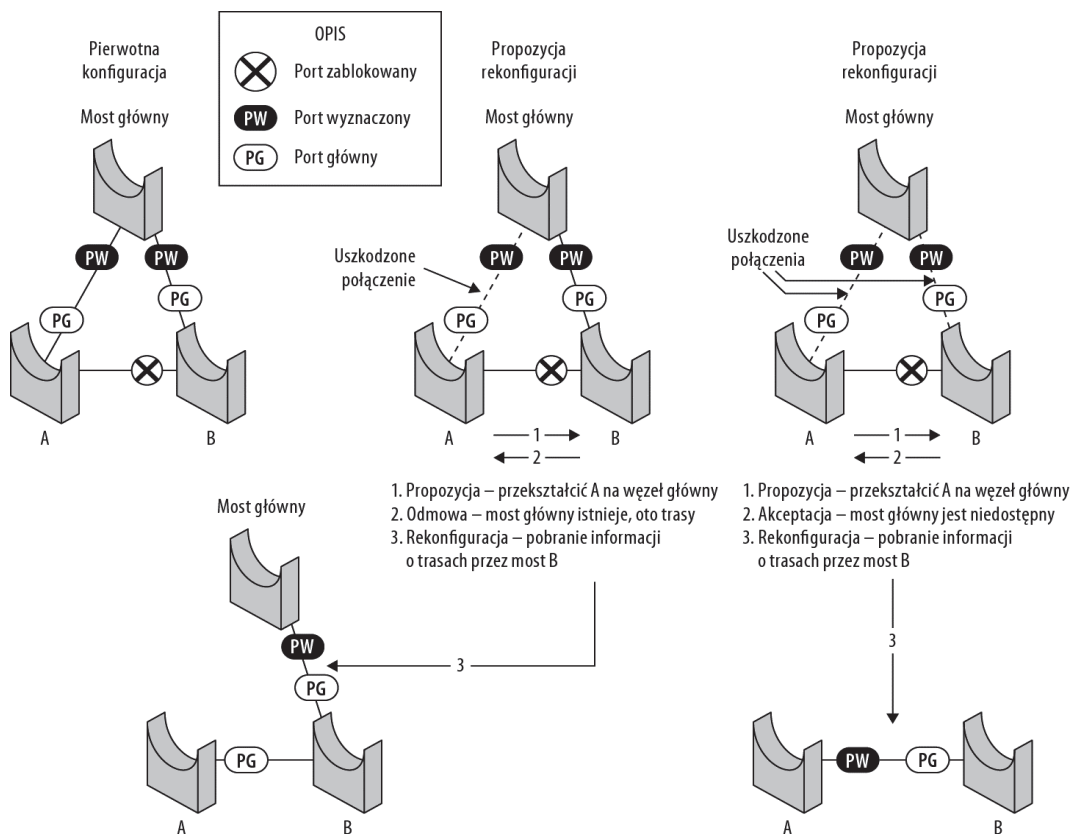 Pierwotna
konfiguracja
Most główny
PW
PW
PG
PG
A
B
OPIS
Port zablokowany
PW
Port wyznaczony
PG
Port główny
Propozycja
rekonfiguracji
Most główny
Uszkodzone
połączenie
PW
PW
PG
PG
A
B
1
2
1. Propozycja – przekształcić A na węzeł główny
2. Odmowa – most główny istnieje, oto trasy
3. Rekonfiguracja – pobranie informacji
o trasach przez most B
Propozycja
rekonfiguracji
Most główny
Uszkodzone
połączenia
PW
PW
PG
PG
A
B
1
2
1. Propozycja – przekształcić A na węzeł główny
2. Akceptacja – most główny jest niedostępny
3. Rekonfiguracja – pobranie informacji
o trasach przez most B
Most główny
PW
3
PG
PG
A
B
3
PW
PG
A
B